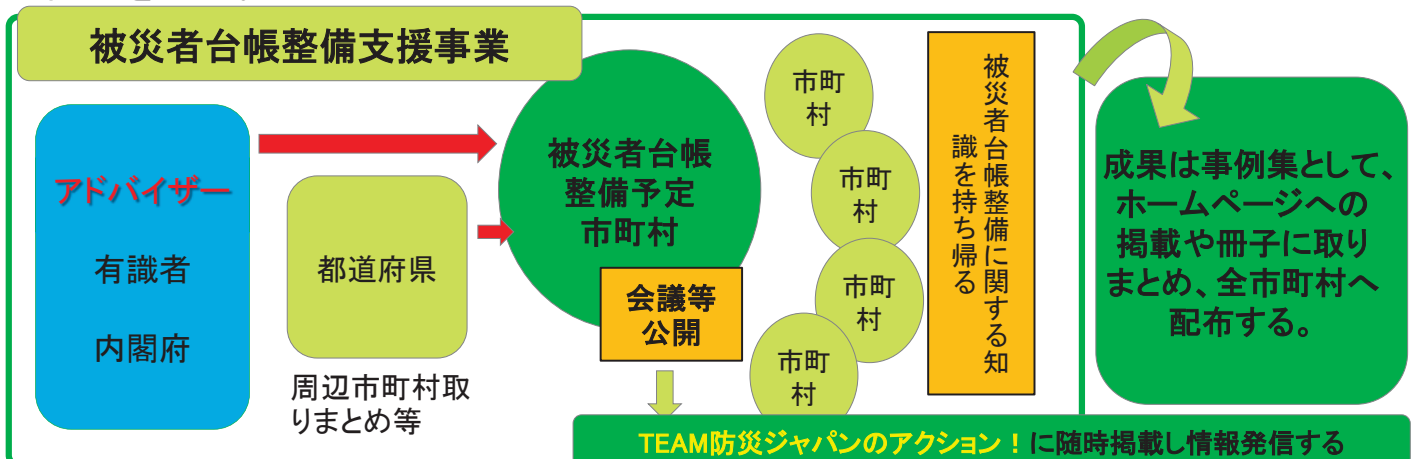 被災者台帳整備支援事業
アドバイザー
有識者
内閣府
都道府県
周辺市町村取
りまとめ等
被災者台帳
整備予定
市町村
会議等
公開
市町
村
市町
村
市町
村
市町
村
被災者台帳整備に関する知
識を持ち帰る
成果は事例集として、
ホームページへの
掲載や冊子に取り
まとめ、全市町村へ
配布する。
TEAM防災ジャパンのアクション！に随時掲載し情報発信する